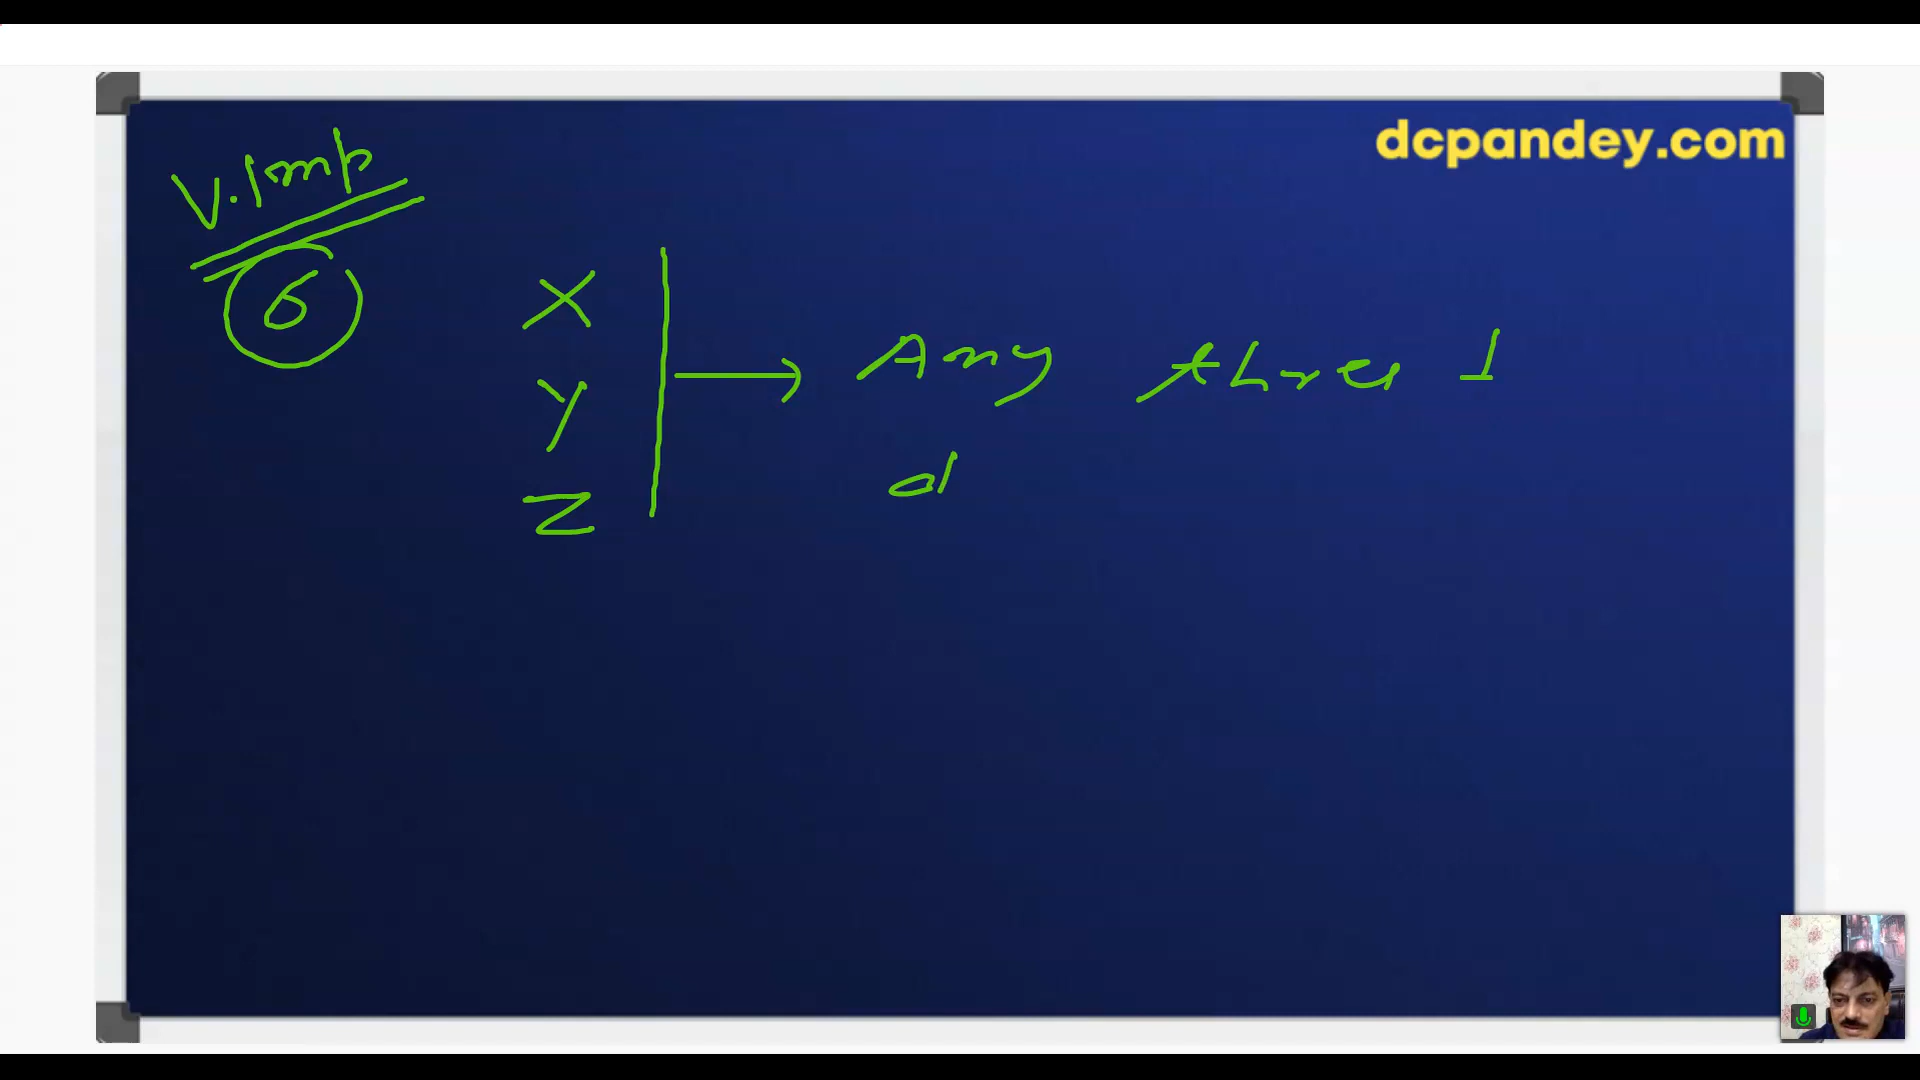 dcpandey.com
V. Imp
6
X
Y
Z
Any three ⊥
d